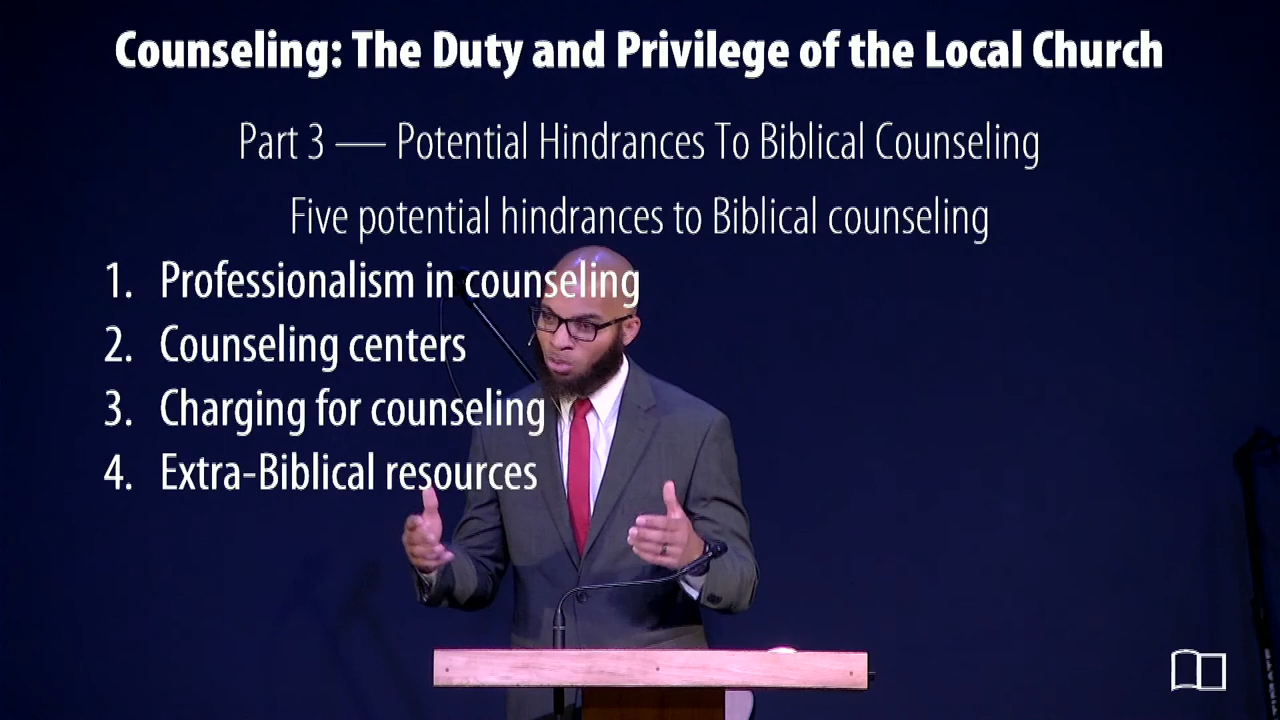 Counseling: The Duty and Privilege of the Local Church
Part 3 — Potential Hindrances To Biblical Counseling
Five potential hindrances to Biblical counseling
1. Professionalism in counseling
2. Counseling centers
3. Charging for counseling
4. Extra-Biblical resources